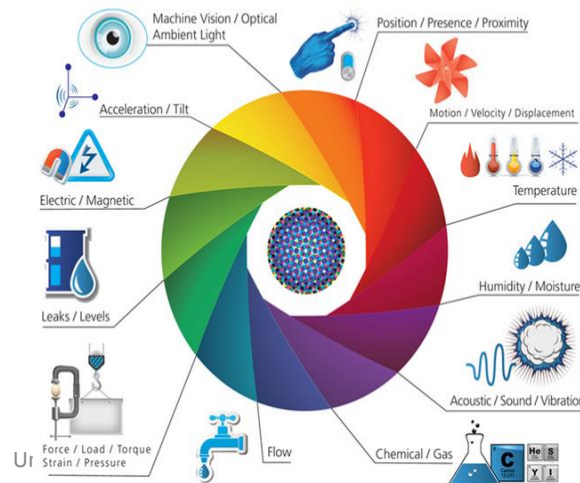 Machine Vision / Optical
Ambient Light
Position / Presence / Proximity
Acceleration / Tilt
Motion / Velocity / Displacement
Electric / Magnetic
Temperature
Leaks / Levels
Humidity / Moisture
Acoustic / Sound / Vibration
Force / Load / Torque
Strain / Pressure
Flow
Chemical / Gas
C
He
S
Y
I